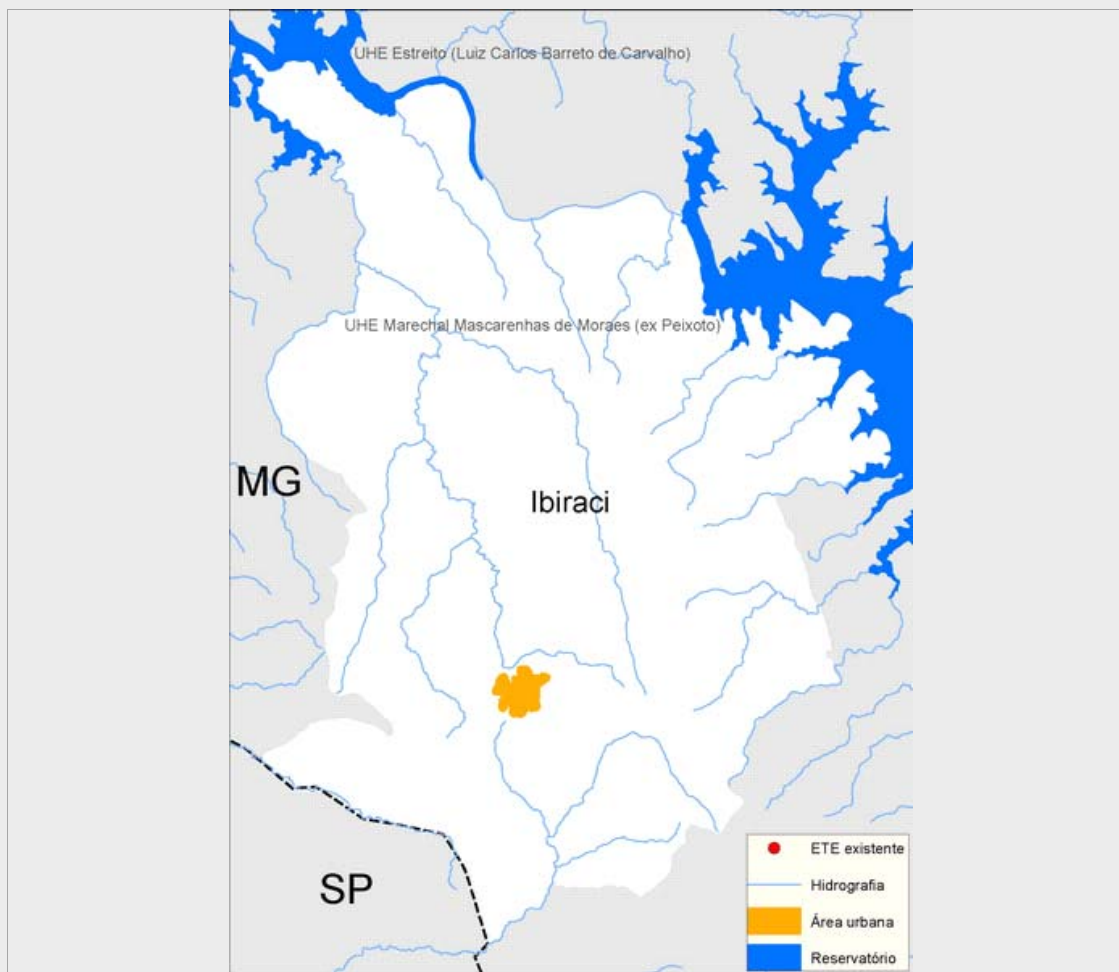 UHE Estreito (Luiz Carlos Barreto de Carvalho)
UHE Marechal Mascarenhas de Moraes (ex Peixoto)
MG
Ibiraci
SP
ETE existente
Hidrografia
Área urbana
Reservatório